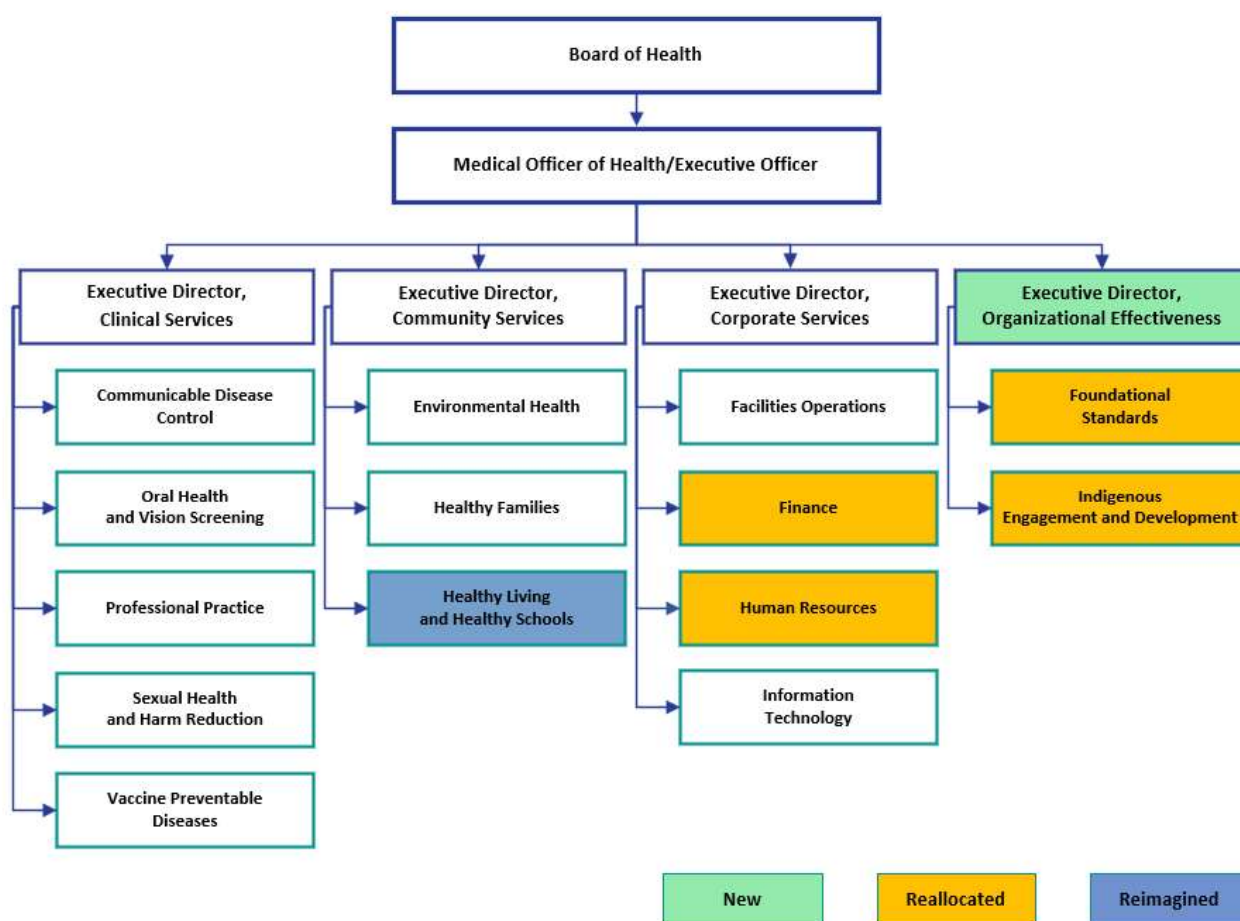 Board of Health
Medical Officer of Health/Executive Officer
Executive Director,
Clinical Services
Executive Director,
Community Services
Executive Director,
Corporate Services
Executive Director,
Organizational Effectiveness
Communicable Disease
Control
Oral Health
and Vision Screening
Professional Practice
Sexual Health
and Harm Reduction
Vaccine Preventable
Diseases
Environmental Health
Healthy Families
Healthy Living
and Healthy Schools
Facilities Operations
Finance
Human Resources
Information
Technology
Foundational
Standards
Indigenous
Engagement and Development
New
Reallocated
Reimagined